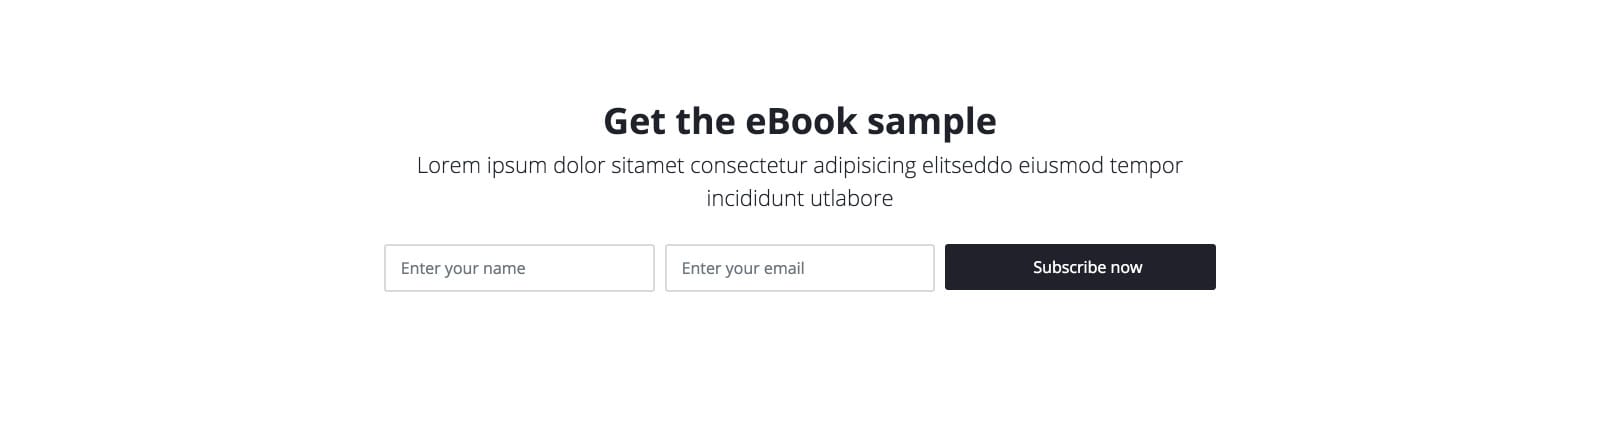 Get the eBook sample
Lorem ipsum dolor sitamet consectetur adipisicing elitseddo eiusmod tempor
incididunt utlabore
Enter your name
Enter your email
Subscribe now